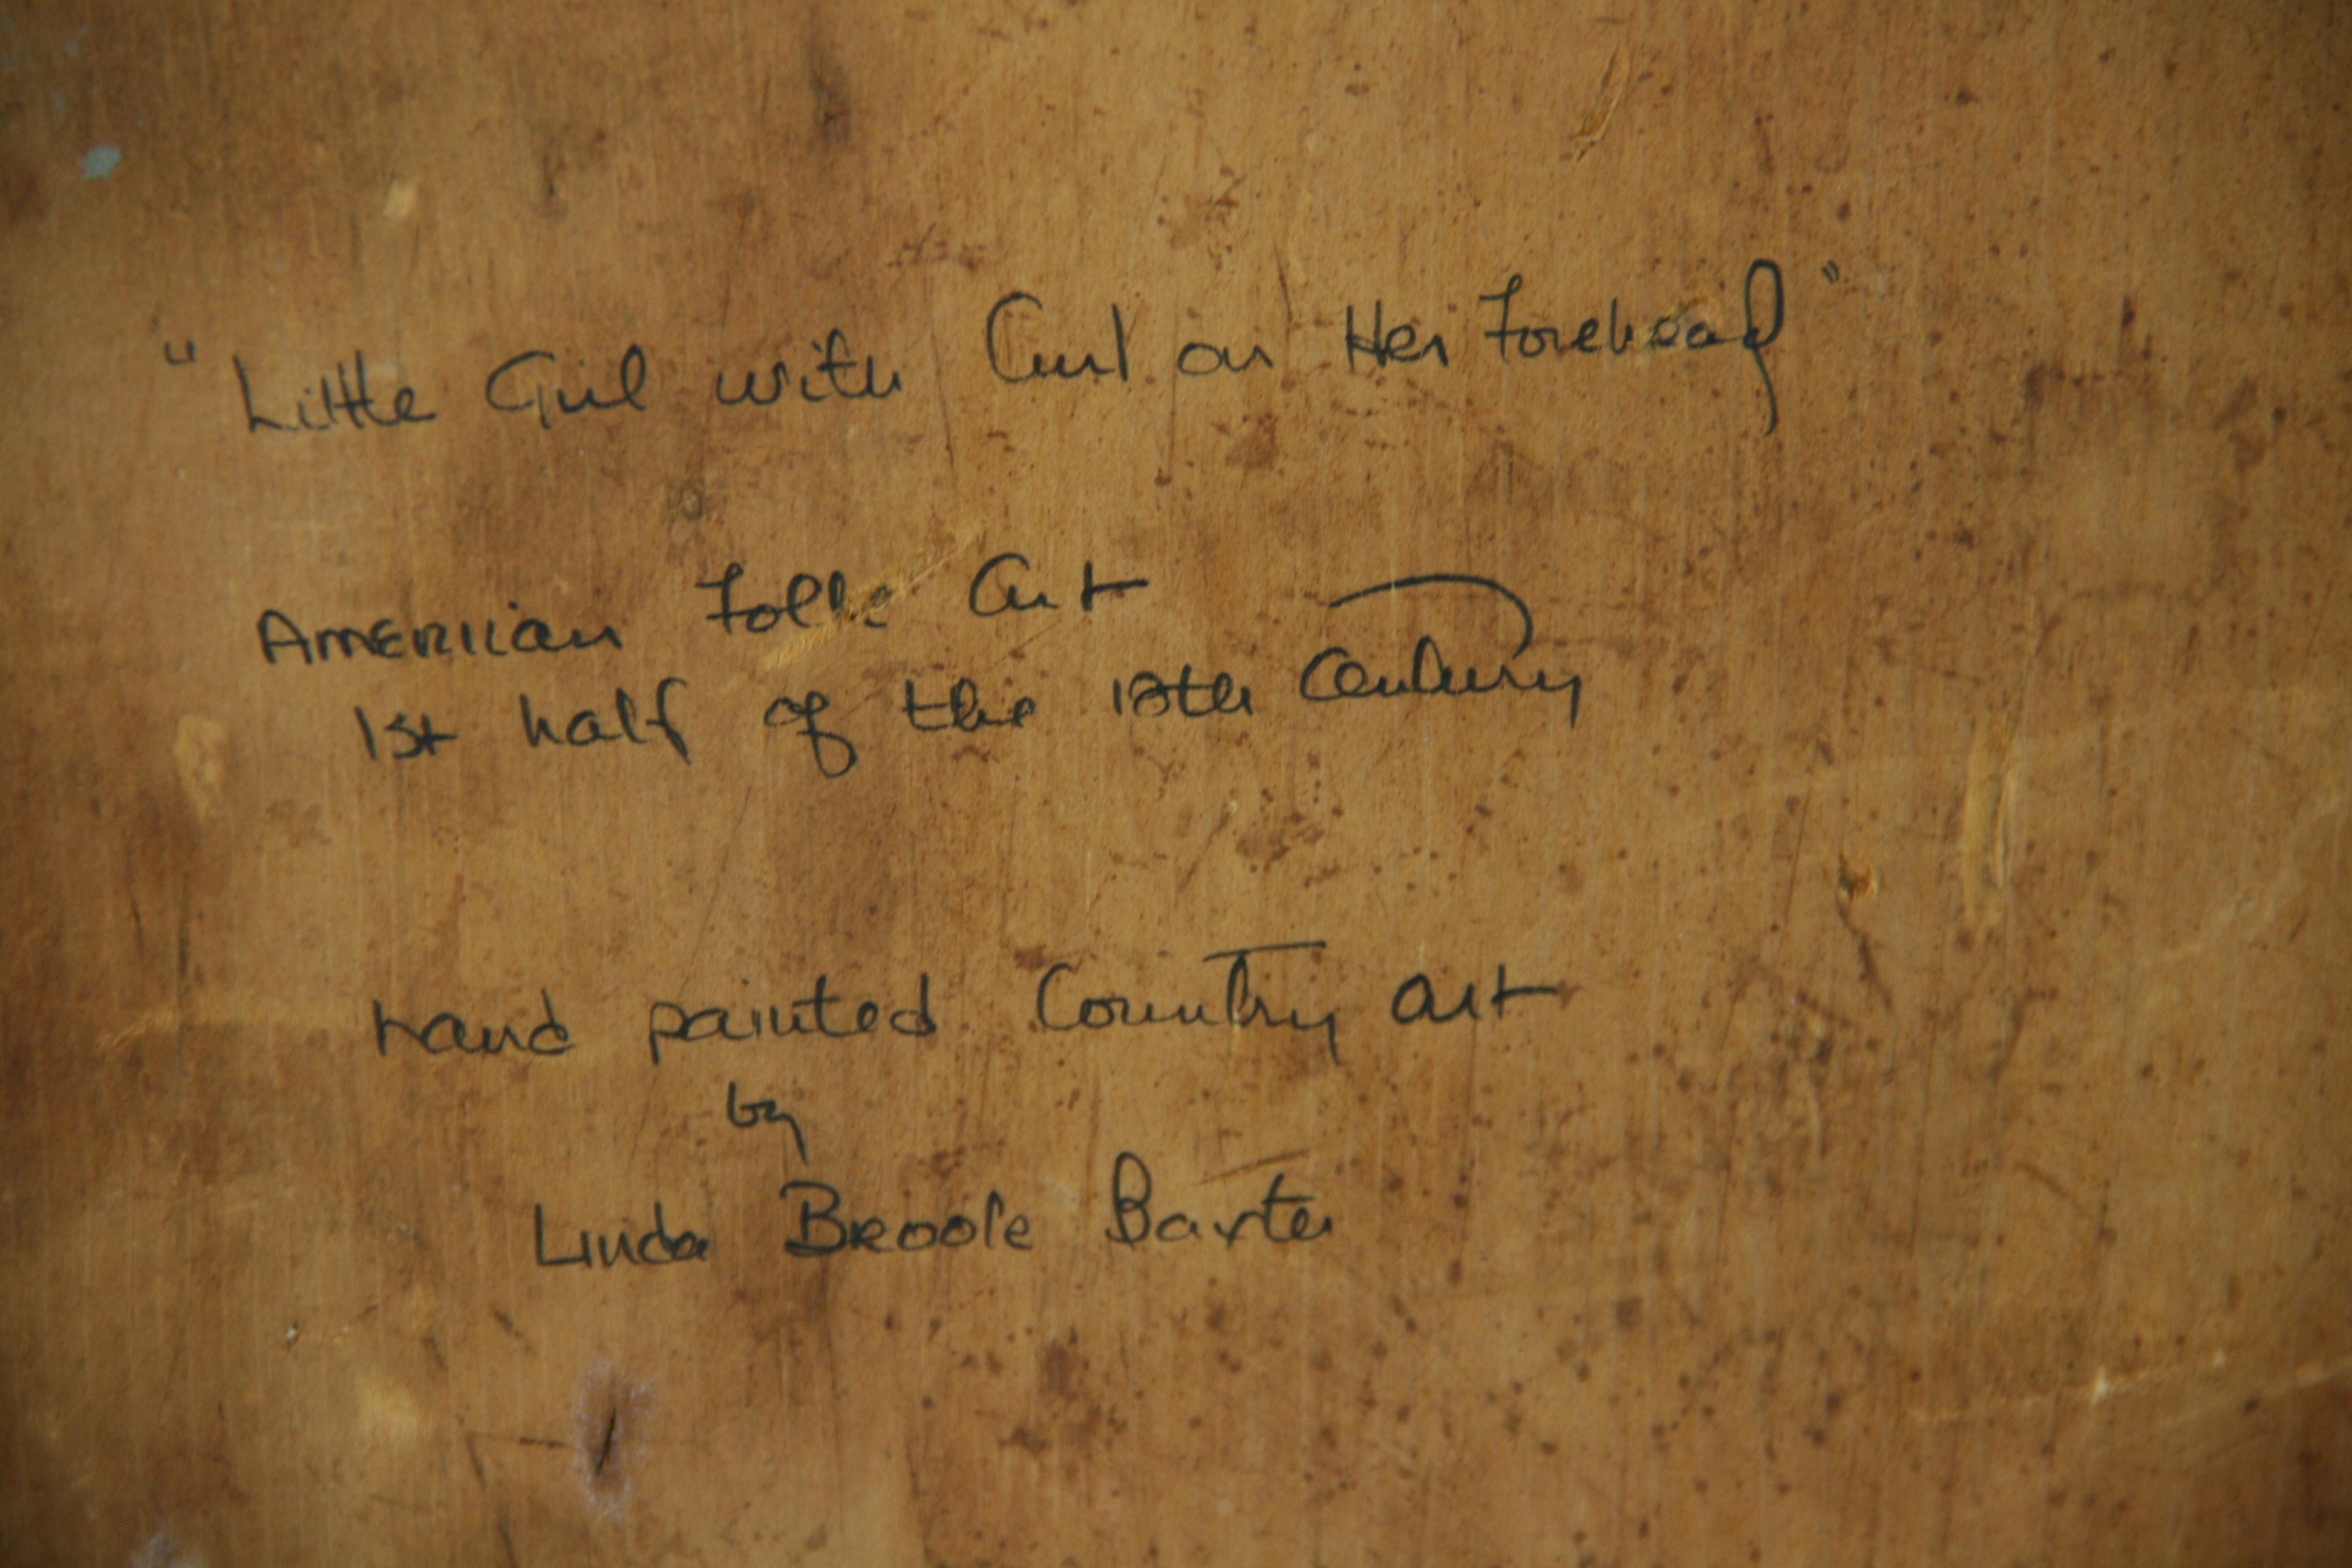 "Little Girl with Curl on Her Forehead"
American Folk Art
1st half of the 18th Century
hand painted Country art
by
Linda Brooke Baxter